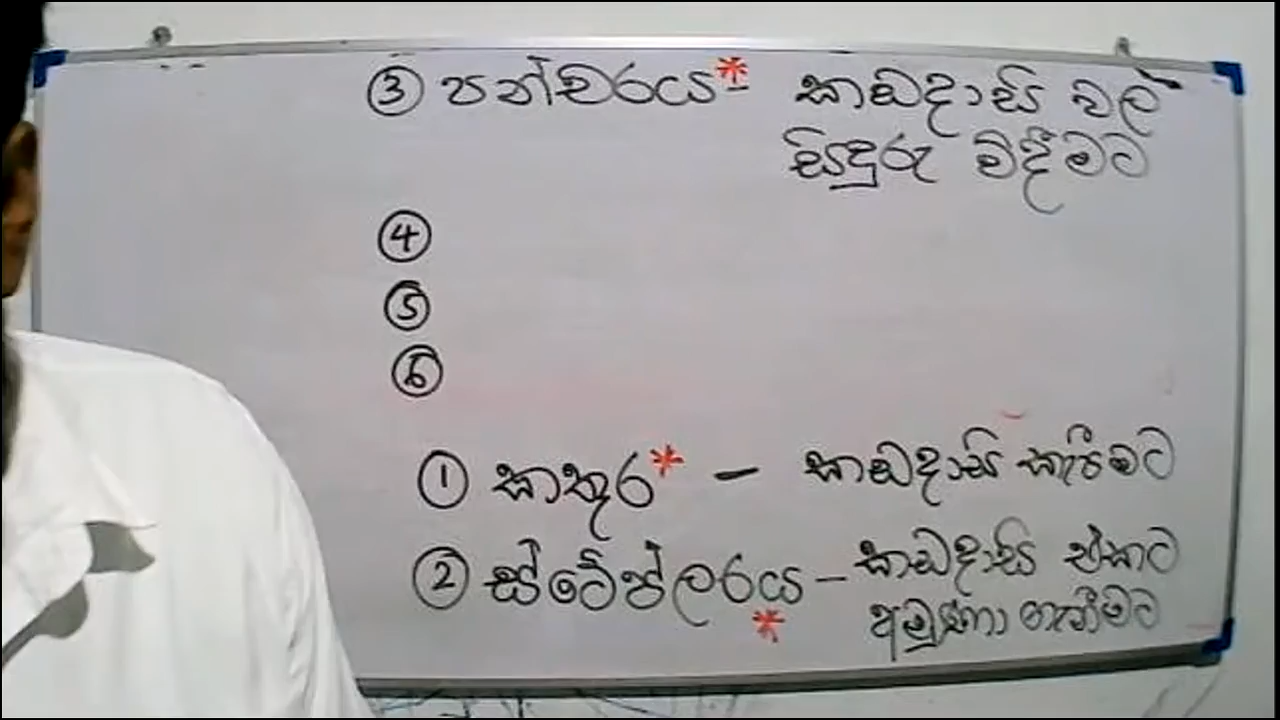 ③ පන්චරය* - කඩදාසි වල්
සිදුරු විදීමට
④
⑤
⑥
① කතුර* - කඩදාසි කැපීමට
② ස්ටේප්ලරය - කඩදාසි එකට
* අමුණා ගැනීමට